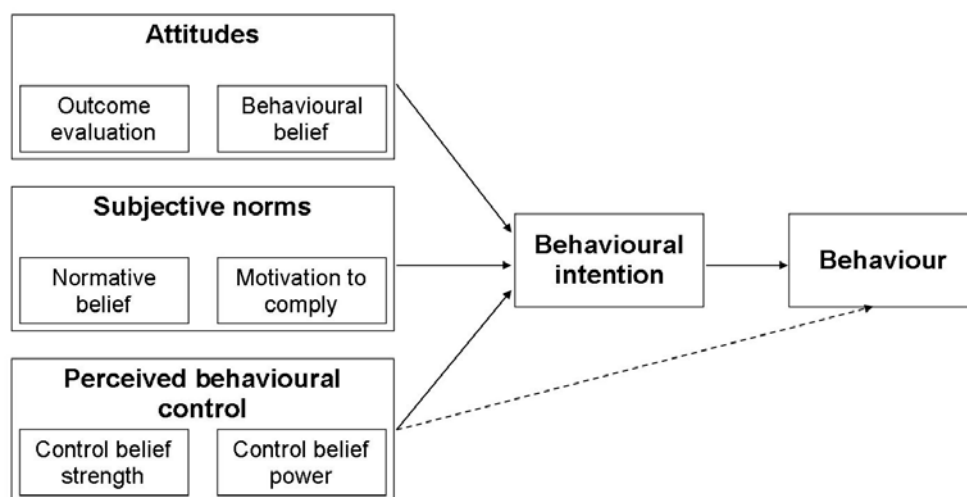 Attitudes
Outcome
evaluation
Behavioural
belief
Subjective norms
Normative
belief
Motivation to
comply
Perceived behavioural
control
Control belief
strength
Control belief
power
Behavioural
intention
Behaviour